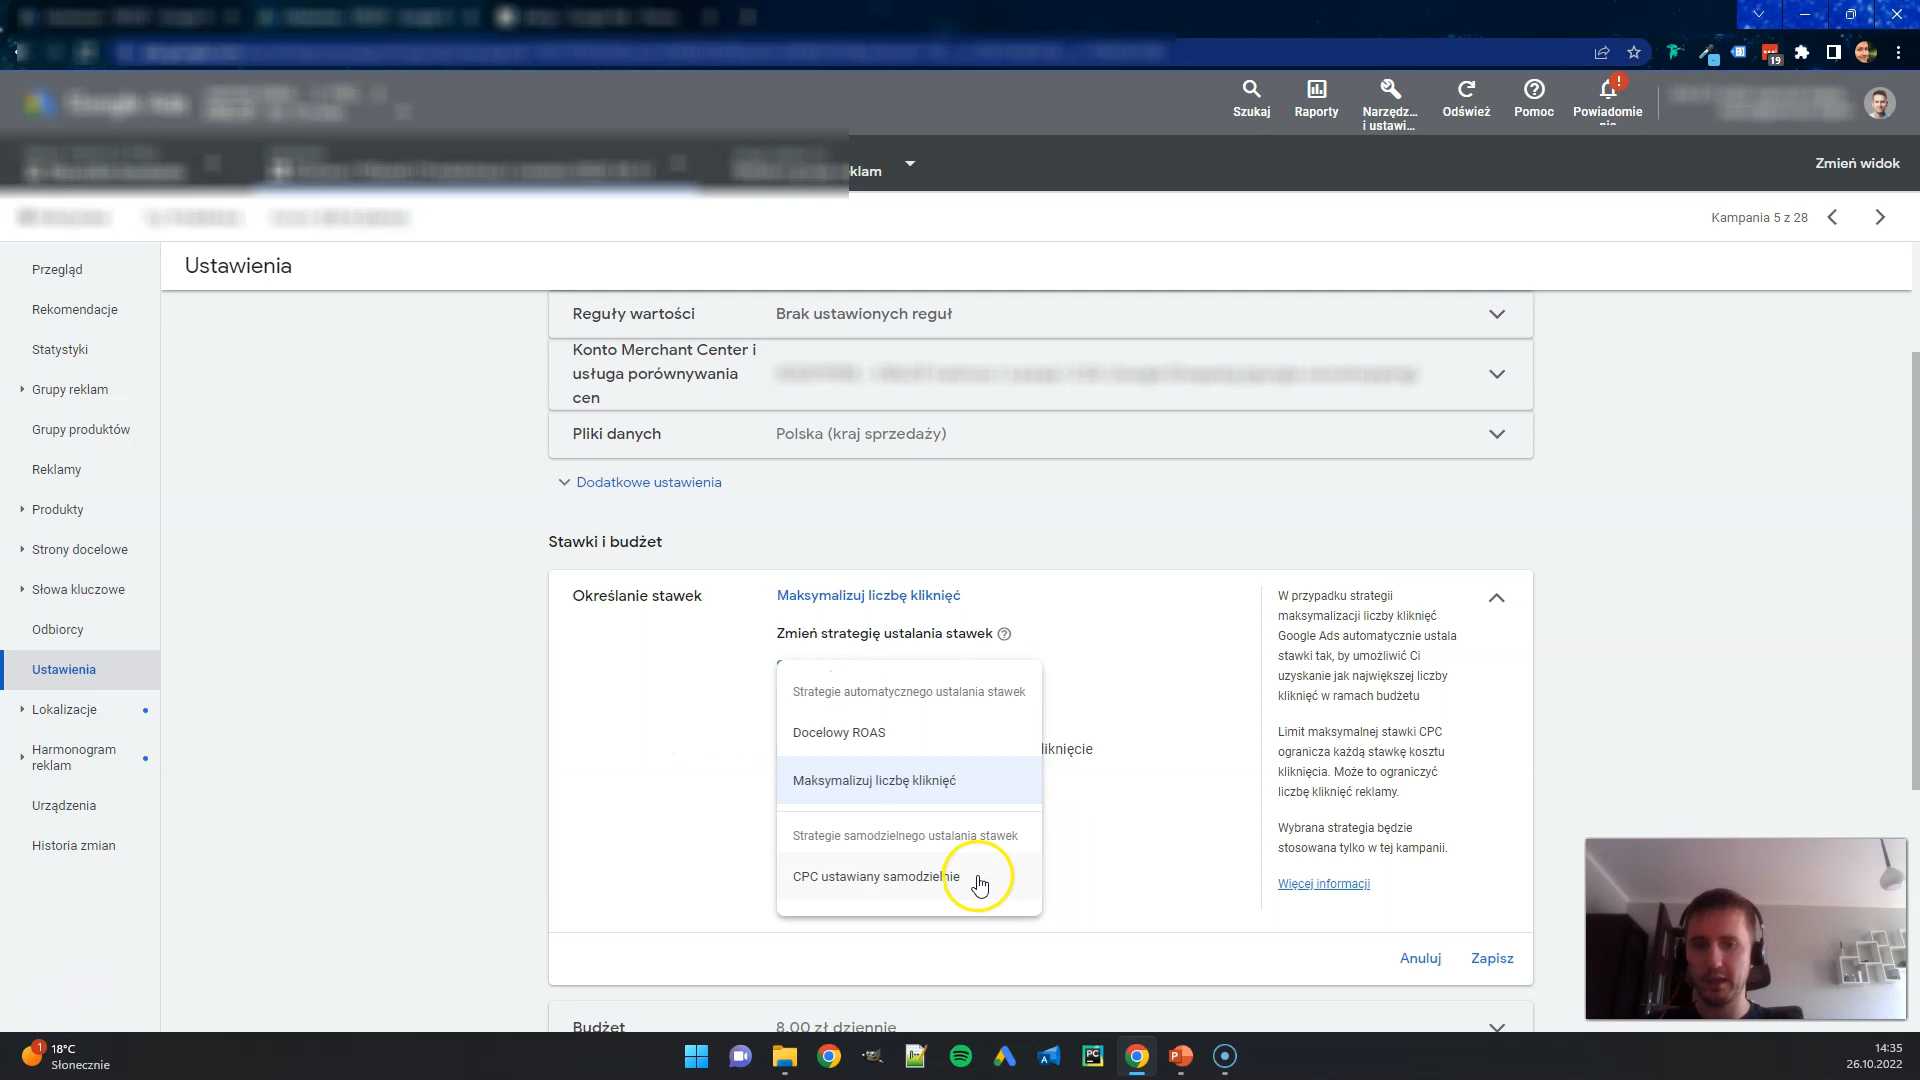 19
Szukaj
Raporty
Narzędz...
i ustawi...
Odśwież
Pomoc
!
Powiadomie
klam
Zmień widok
Kampania 5 z 28
Ustawienia
Przegląd
Rekomendacje
Statystyki
Grupy reklam
Grupy produktów
Reklamy
Produkty
Strony docelowe
Słowa kluczowe
Odbiorcy
Ustawienia
Lokalizacje
Harmonogram
reklam
Urządzenia
Historia zmian
Reguły wartości
Brak ustawionych reguł
Konto Merchant Center i
usługa porównywania
cen
Pliki danych
Polska (kraj sprzedaży)
Dodatkowe ustawienia
Stawki i budżet
Określanie stawek
Maksymalizuj liczbę kliknięć
Zmień strategię ustalania stawek
Strategie automatycznego ustalania stawek
Docelowy ROAS
liknięcie
Maksymalizuj liczbę kliknięć
Strategie samodzielnego ustalania stawek
CPC ustawiany samodzielnie
W przypadku strategii
maksymalizacji liczby kliknięć
Google Ads automatycznie ustala
stawki tak, by umożliwić Ci
uzyskanie jak największej liczby
kliknięć w ramach budżetu
Limit maksymalnej stawki CPC
ogranicza każdą stawkę kosztu
kliknięcia. Może to ograniczyć
liczbę kliknięć reklamy.
Wybrana strategia będzie
stosowana tylko w tej kampanii.
Więcej informacji
Anuluj
Zapisz
Budżet
8,00 zł dziennie
1
18°C
Słonecznie
PC
14:35
26.10.2022